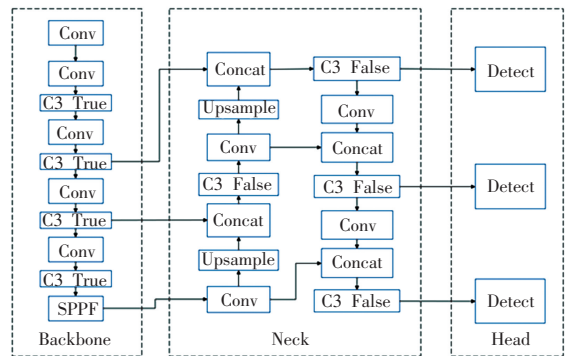 Conv
Conv
C3 True
Conv
C3 True
Conv
C3 True
Conv
C3 True
SPPF
Backbone
Concat
Upsample
Conv
C3 False
Concat
Upsample
Conv
C3 False
Conv
Concat
C3 False
Conv
Concat
C3 False
Neck
Detect
Detect
Detect
Head